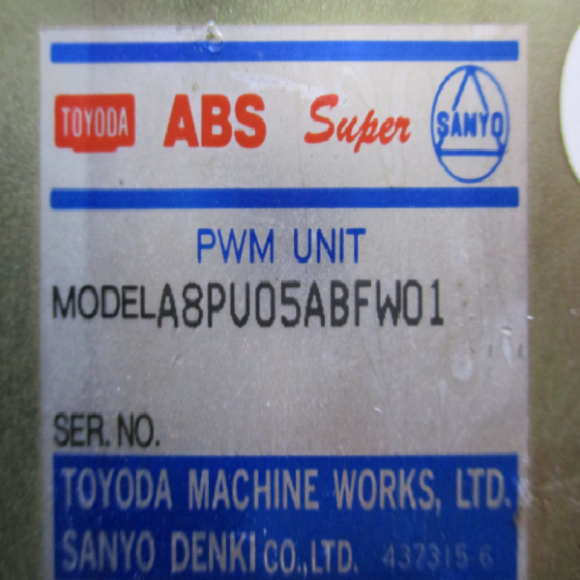 TOYODA ABS Super SANYO
PWM UNIT
MODEL A8PU05ABFW01
SER. NO.
TOYODA MACHINE WORKS, LTD.
SANYO DENKI CO., LTD. 437315-6